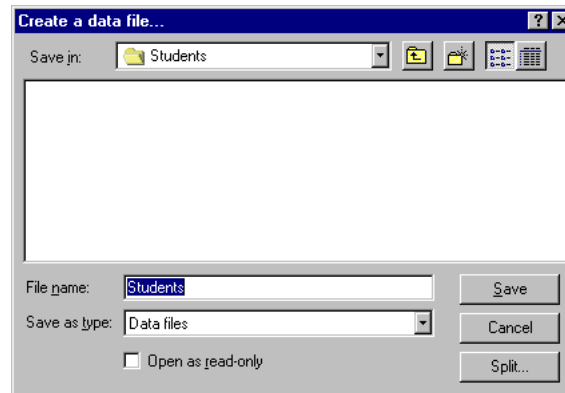 Create a data file...
Save in: Students
File name: Students Save
Save as type: Data files Cancel
Open as read-only Split...